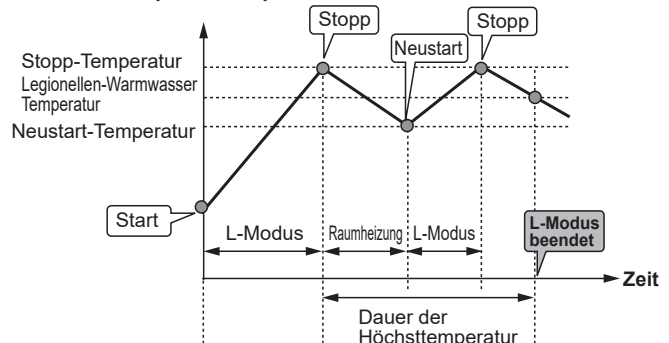 Stopp
Stopp
Neustart
Stopp-Temperatur
Legionellen-Warmwasser
Temperatur
Neustart-Temperatur
Start
L-Modus
Raumheizung
L-Modus
L-Modus
beendet
Zeit
Dauer der
Höchsttemperatur